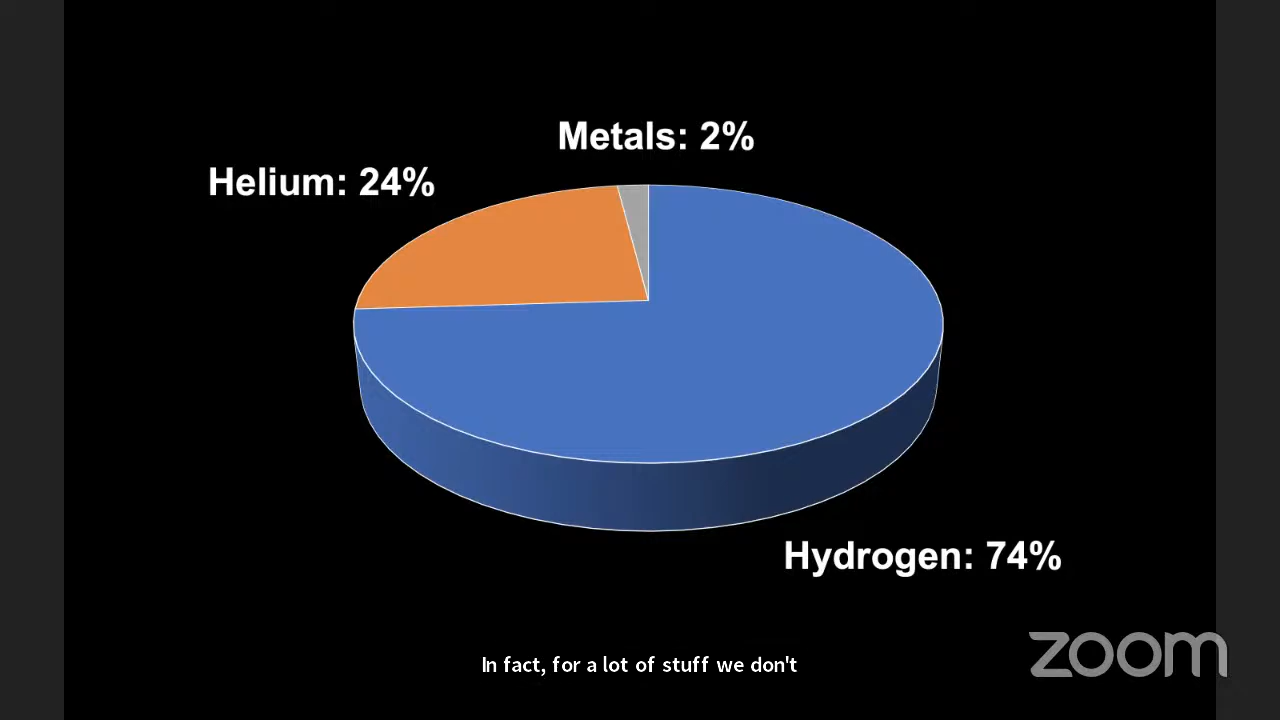 Metals: 2%
Helium: 24%
Hydrogen: 74%
In fact, for a lot of stuff we don't
zoom